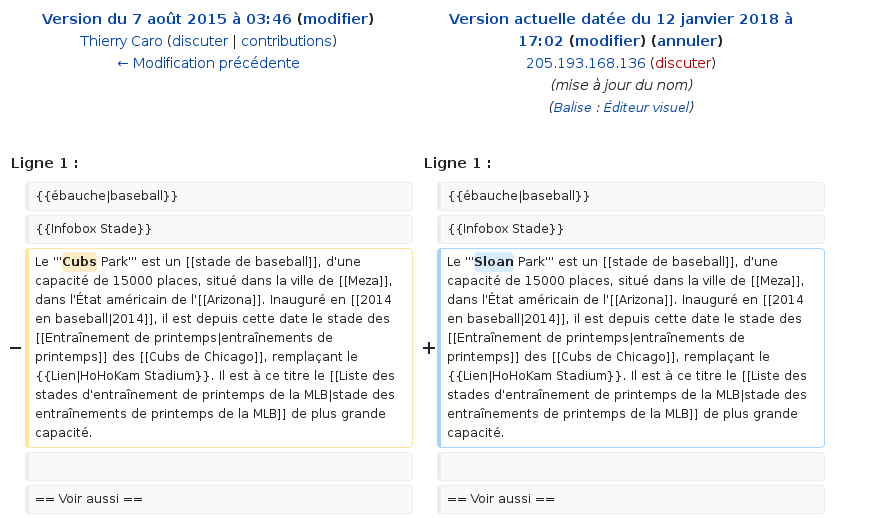 Version du 7 août 2015 à 03:46 (modifier)
Thierry Caro (discuter | contributions)
← Modification précédente
Version actuelle datée du 12 janvier 2018 à
17:02 (modifier) (annuler)
205.193.168.136 (discuter)
(mise à jour du nom)
(Balise : Éditeur visuel)
Ligne 1 :
{{ébauche|baseball}}
{{Infobox Stade}}
− Le '''Cubs Park''' est un [[stade de baseball]], d'une
capacité de 15000 places, situé dans la ville de [[Meza]],
dans l'État américain de l'[[Arizona]]. Inauguré en [[2014
en baseball|2014]], il est depuis cette date le stade des
[[Entraînement de printemps|entraînements de
printemps]] des [[Cubs de Chicago]], remplaçant le
{{Lien|HoHoKam Stadium}}. Il est à ce titre le [[Liste des
stades d'entraînement de printemps de la MLB|stade des
entraînements de printemps de la MLB]] de plus grande
capacité.
== Voir aussi ==
Ligne 1 :
{{ébauche|baseball}}
{{Infobox Stade}}
+ Le '''Sloan Park''' est un [[stade de baseball]], d'une
capacité de 15000 places, situé dans la ville de [[Meza]],
dans l'État américain de l'[[Arizona]]. Inauguré en [[2014
en baseball|2014]], il est depuis cette date le stade des
[[Entraînement de printemps|entraînements de
printemps]] des [[Cubs de Chicago]], remplaçant le
{{Lien|HoHoKam Stadium}}. Il est à ce titre le [[Liste des
stades d'entraînement de printemps de la MLB|stade des
entraînements de printemps de la MLB]] de plus grande
capacité.
== Voir aussi ==